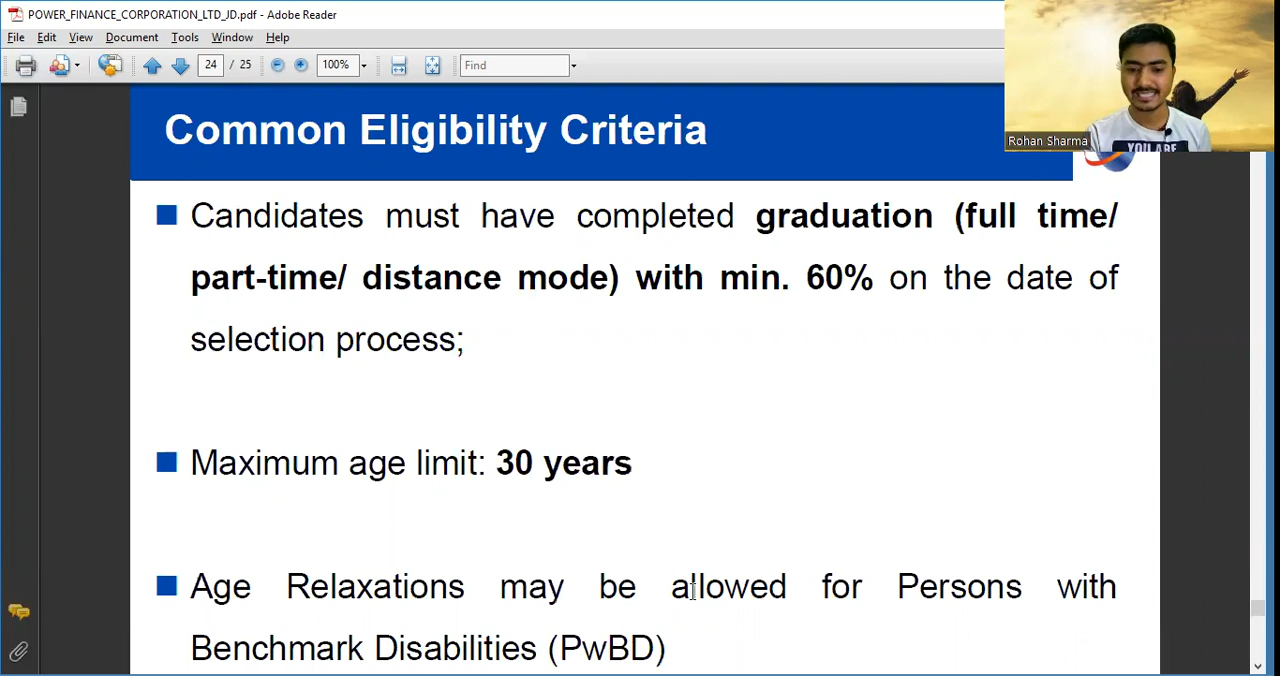 POWER_FINANCE_CORPORATION_LTD_JD.pdf - Adobe Reader
File Edit View Document Tools Window Help
24 / 25 100% Find
Rohan Sharma
YOU ARE
Common Eligibility Criteria
Candidates must have completed graduation (full time/
part-time/ distance mode) with min. 60% on the date of
selection process;
Maximum age limit: 30 years
Age Relaxations may be allowed for Persons with
Benchmark Disabilities (PwBD)